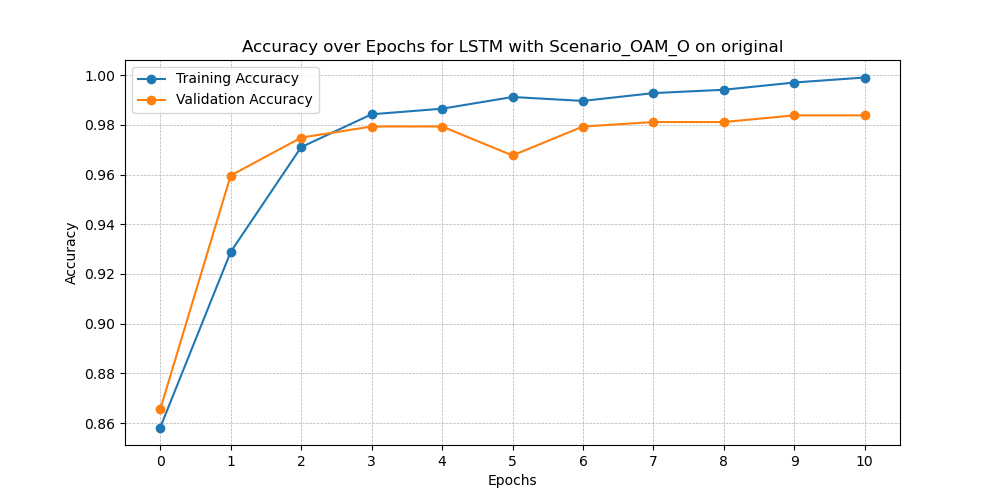 Accuracy over Epochs for LSTM with Scenario_OAM_O on original
Training Accuracy
Validation Accuracy
Accuracy
1.00
0.98
0.96
0.94
0.92
0.90
0.88
0.86
0 1 2 3 4 5 6 7 8 9 10
Epochs